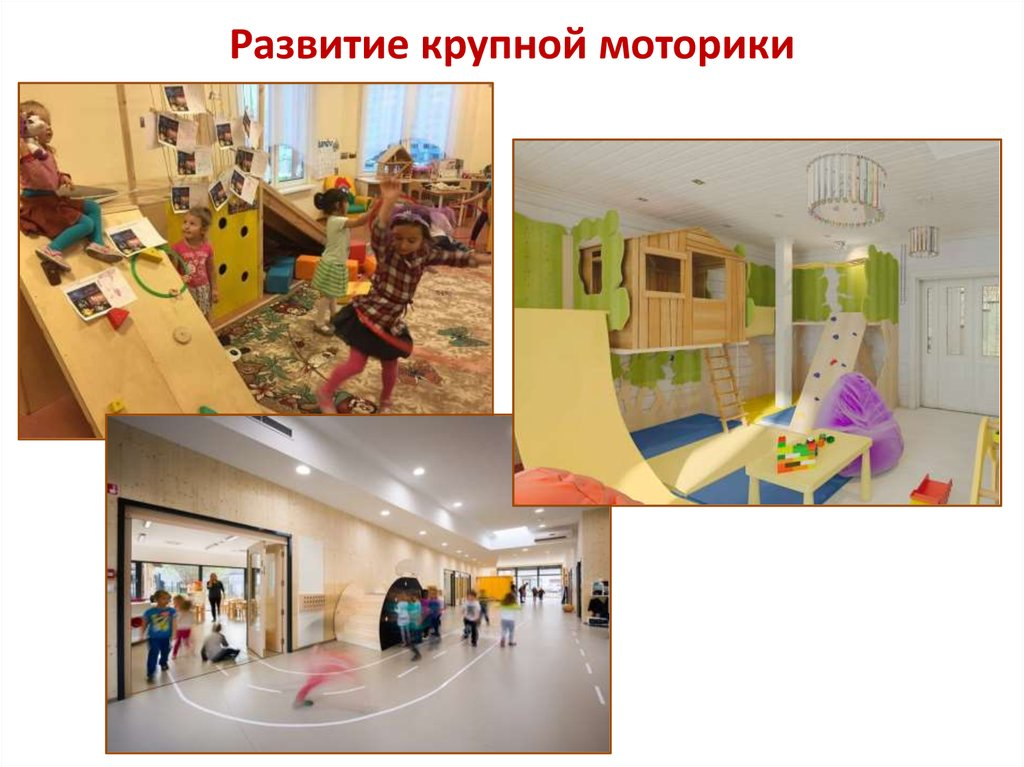 Развитие крупной моторики